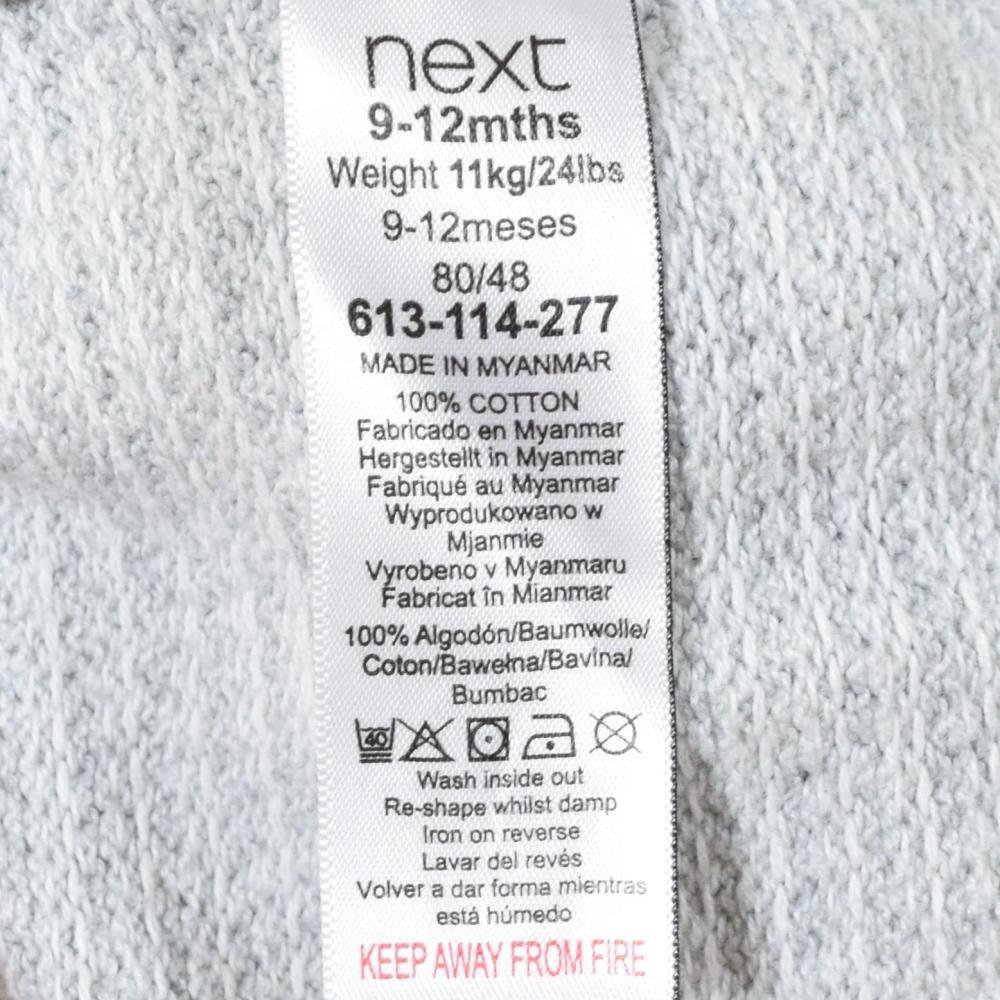 next
9-12mths
Weight 11kg/24lbs
9-12meses
80/48
613-114-277
MADE IN MYANMAR
100% COTTON
Fabricado en Myanmar
Hergestellt in Myanmar
Fabriqué au Myanmar
Wyprodukowano w
Mjanmie
Vyrobeno v Myanmaru
Fabricat în Mianmar
100% Algodón/Baumwolle/
Coton/Bawełna/Bavlna/
Bumbac
40
Wash inside out
Re-shape whilst damp
Iron on reverse
Lavar del revés
Volver a dar forma mientras
está húmedo
KEEP AWAY FROM FIRE